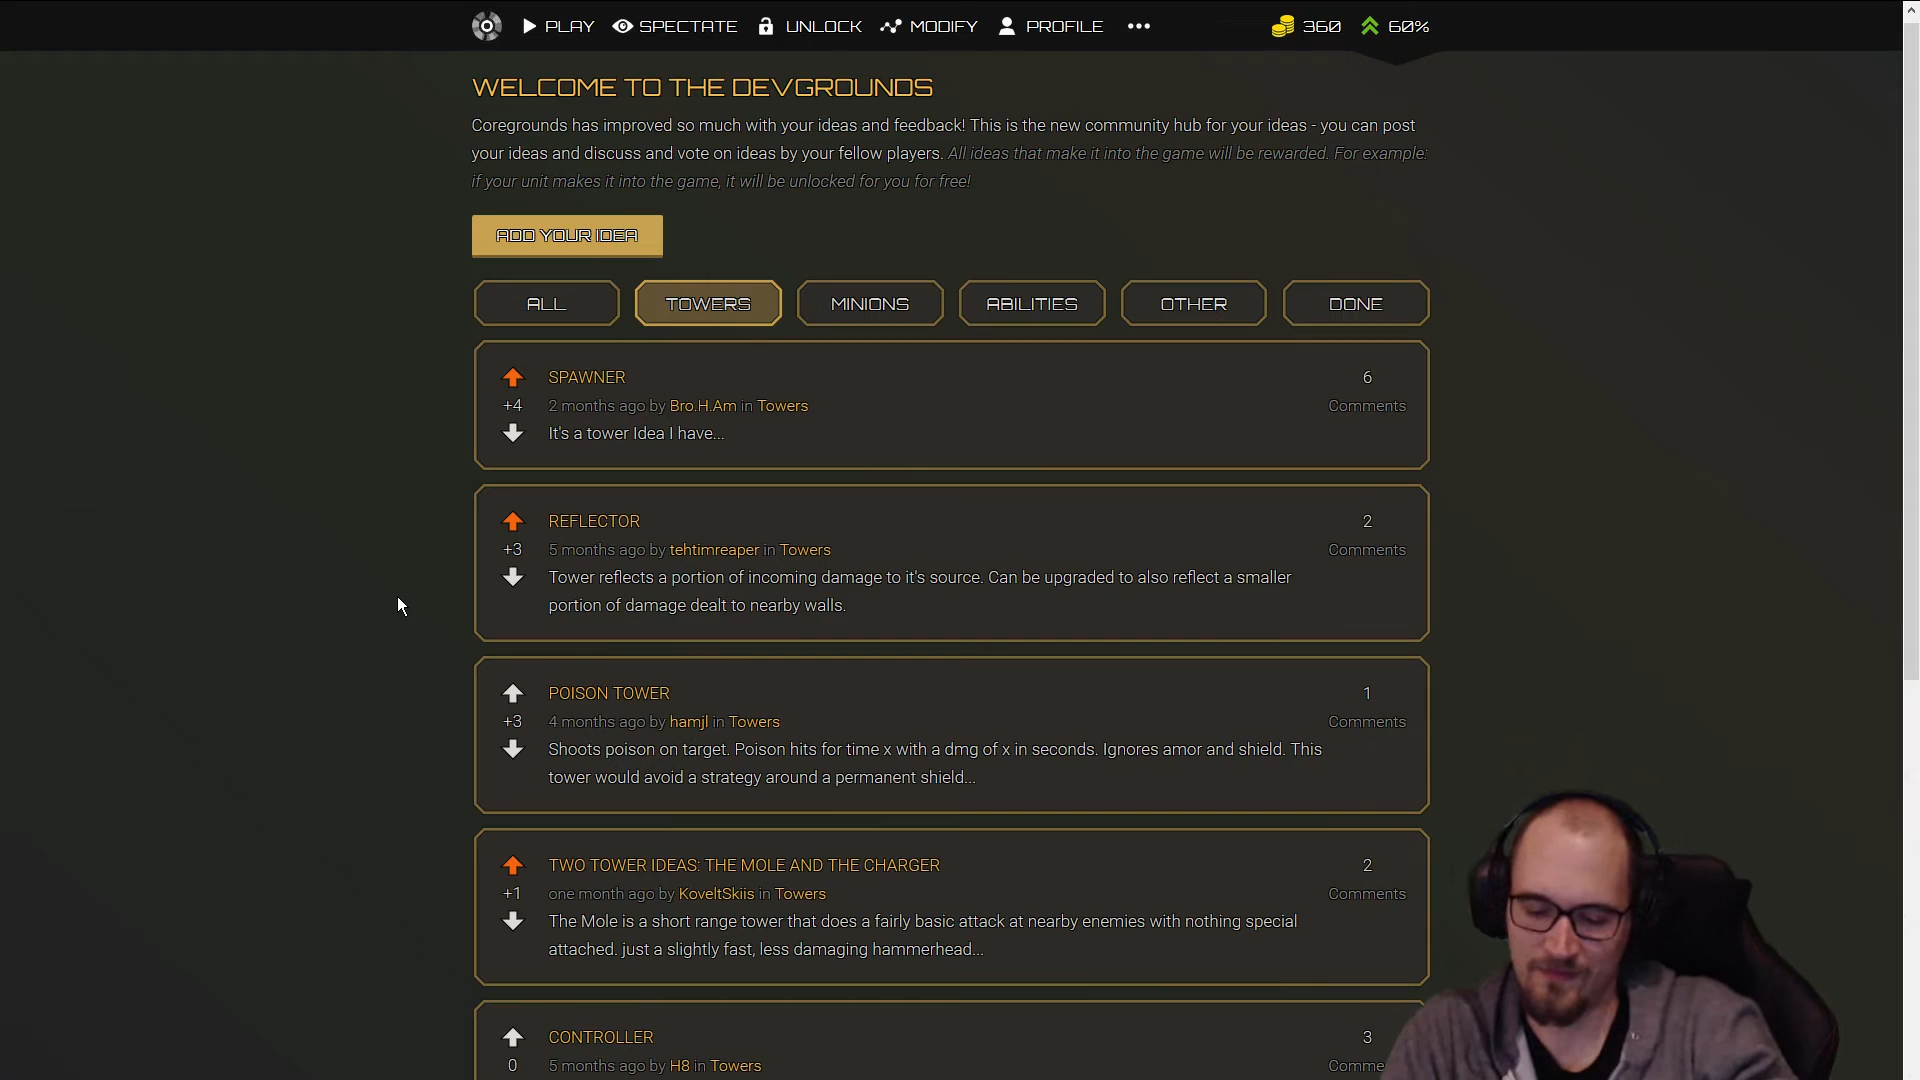 PLAY SPECTATE UNLOCK MODIFY PROFILE ••• 360 60%
WELCOME TO THE DEVGROUNDS
Coregrounds has improved so much with your ideas and feedback! This is the new community hub for your ideas - you can post
your ideas and discuss and vote on ideas by your fellow players. All ideas that make it into the game will be rewarded. For example:
if your unit makes it into the game, it will be unlocked for you for free!
ADD YOUR IDEA
ALL TOWERS MINIONS ABILITIES OTHER DONE
SPAWNER 6
+4 2 months ago by Bro.H.Am in Towers Comments
It's a tower Idea I have...
REFLECTOR 2
+3 5 months ago by tehtimreaper in Towers Comments
Tower reflects a portion of incoming damage to it's source. Can be upgraded to also reflect a smaller
portion of damage dealt to nearby walls.
POISON TOWER 1
+3 4 months ago by hamjl in Towers Comments
Shoots poison on target. Poison hits for time x with a dmg of x in seconds. Ignores amor and shield. This
tower would avoid a strategy around a permanent shield...
TWO TOWER IDEAS: THE MOLE AND THE CHARGER 2
+1 one month ago by KoveltSkiis in Towers Comments
The Mole is a short range tower that does a fairly basic attack at nearby enemies with nothing special
attached. just a slightly fast, less damaging hammerhead...
CONTROLLER 3
0 5 months ago by H8 in Towers Comme